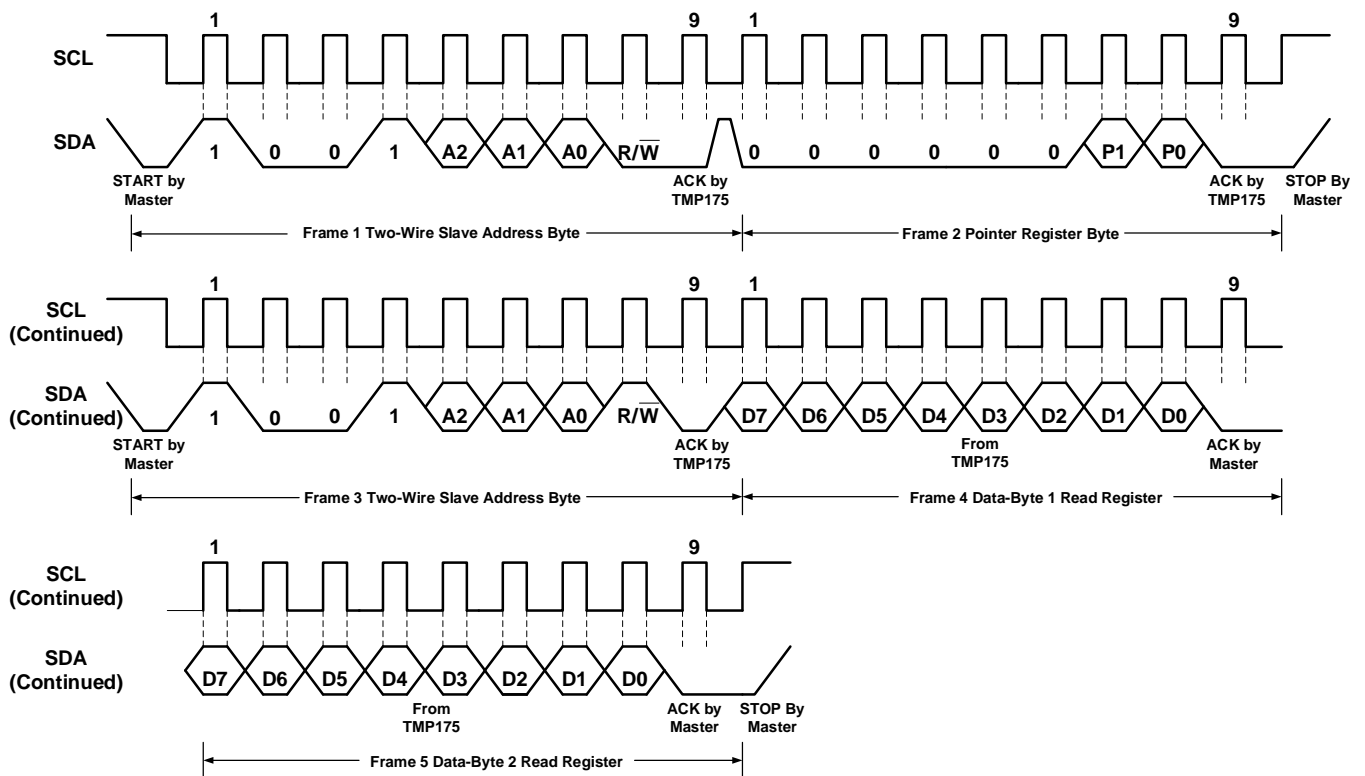 1 9 1 9
SCL
SDA
1 0 0 1 A2 A1 A0 R/W̅ 0 0 0 0 0 0 P1 P0
START by
Master
ACK by
TMP175
ACK by
TMP175
STOP By
Master
Frame 1 Two-Wire Slave Address Byte
Frame 2 Pointer Register Byte
1 9 1 9
SCL
(Continued)
SDA
(Continued)
1 0 0 1 A2 A1 A0 R/W̅ D7 D6 D5 D4 D3 D2 D1 D0
START by
Master
ACK by
TMP175
From
TMP175
ACK by
Master
Frame 3 Two-Wire Slave Address Byte
Frame 4 Data-Byte 1 Read Register
1 9
SCL
(Continued)
SDA
(Continued)
D7 D6 D5 D4 D3 D2 D1 D0
From
TMP175
ACK by
Master
STOP By
Master
Frame 5 Data-Byte 2 Read Register